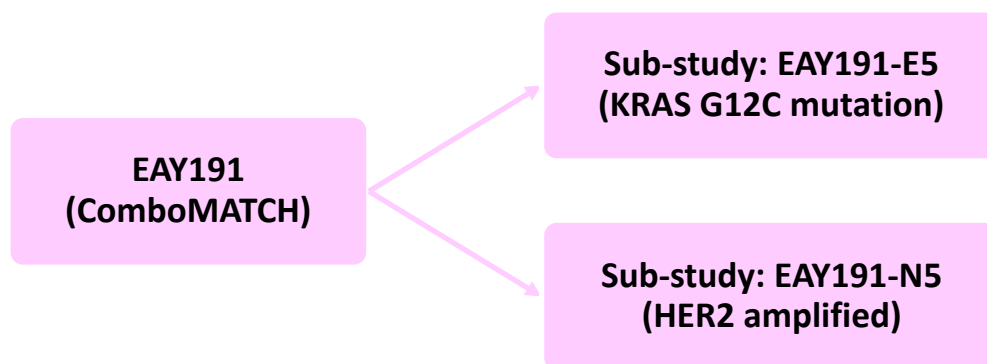 EAY191
(ComboMATCH)
Sub-study: EAY191-E5
(KRAS G12C mutation)
Sub-study: EAY191-N5
(HER2 amplified)